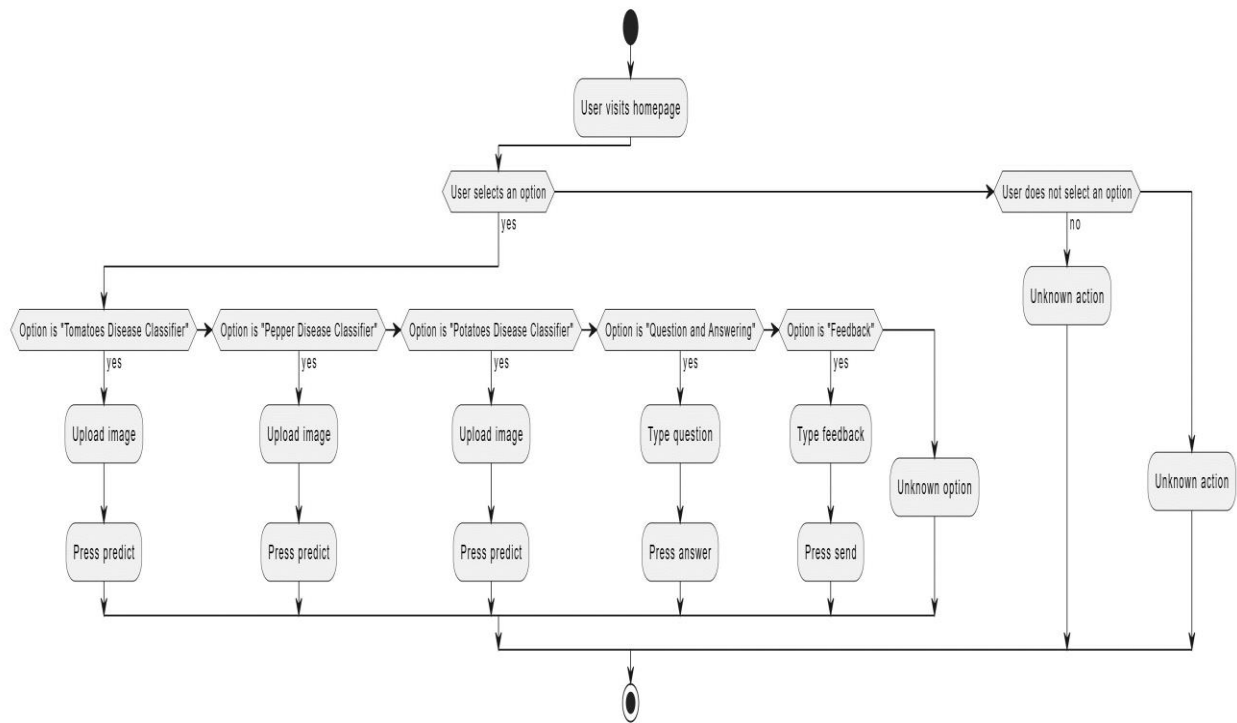 User visits homepage
User selects an option
User does not select an option
yes
no
Unknown action
Option is "Tomatoes Disease Classifier"
Option is "Pepper Disease Classifier"
Option is "Potatoes Disease Classifier"
Option is "Question and Answering"
Option is "Feedback"
yes
yes
yes
yes
yes
Upload image
Upload image
Upload image
Type question
Type feedback
Unknown option
Unknown action
Press predict
Press predict
Press predict
Press answer
Press send